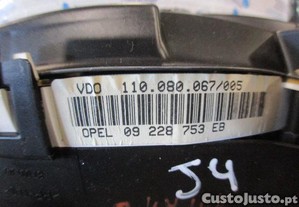 VDO 110.080.067/005
OPEL 09 228 753 EB
J4
CustoJusto.pt